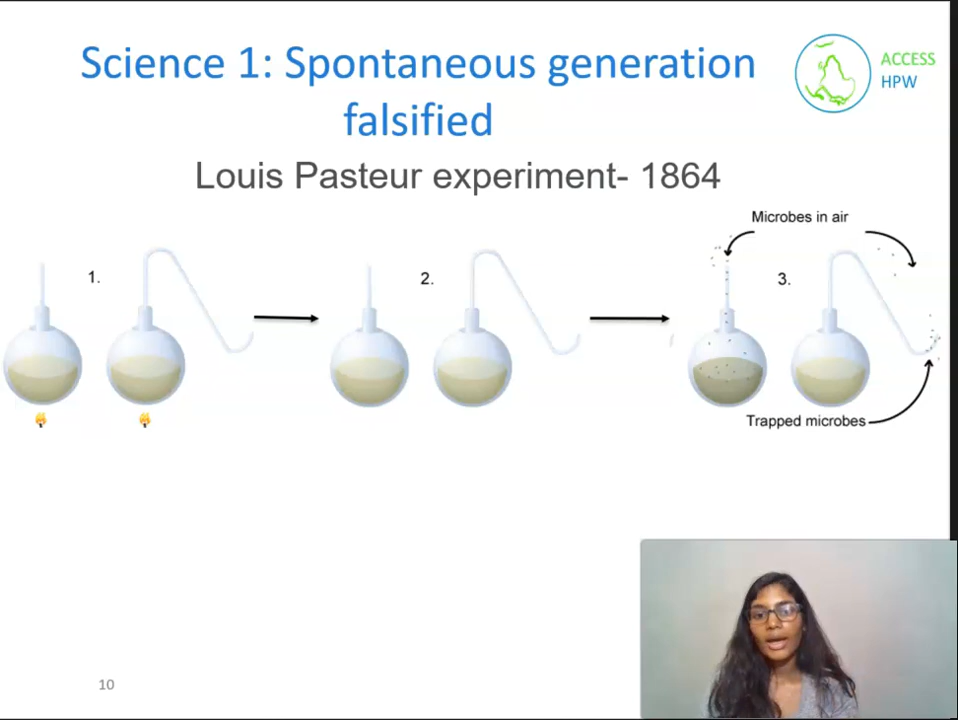 Science 1: Spontaneous generation
falsified
ACCESS
HPW
Louis Pasteur experiment- 1864
Microbes in air
1.
2.
3.
Trapped microbes
10